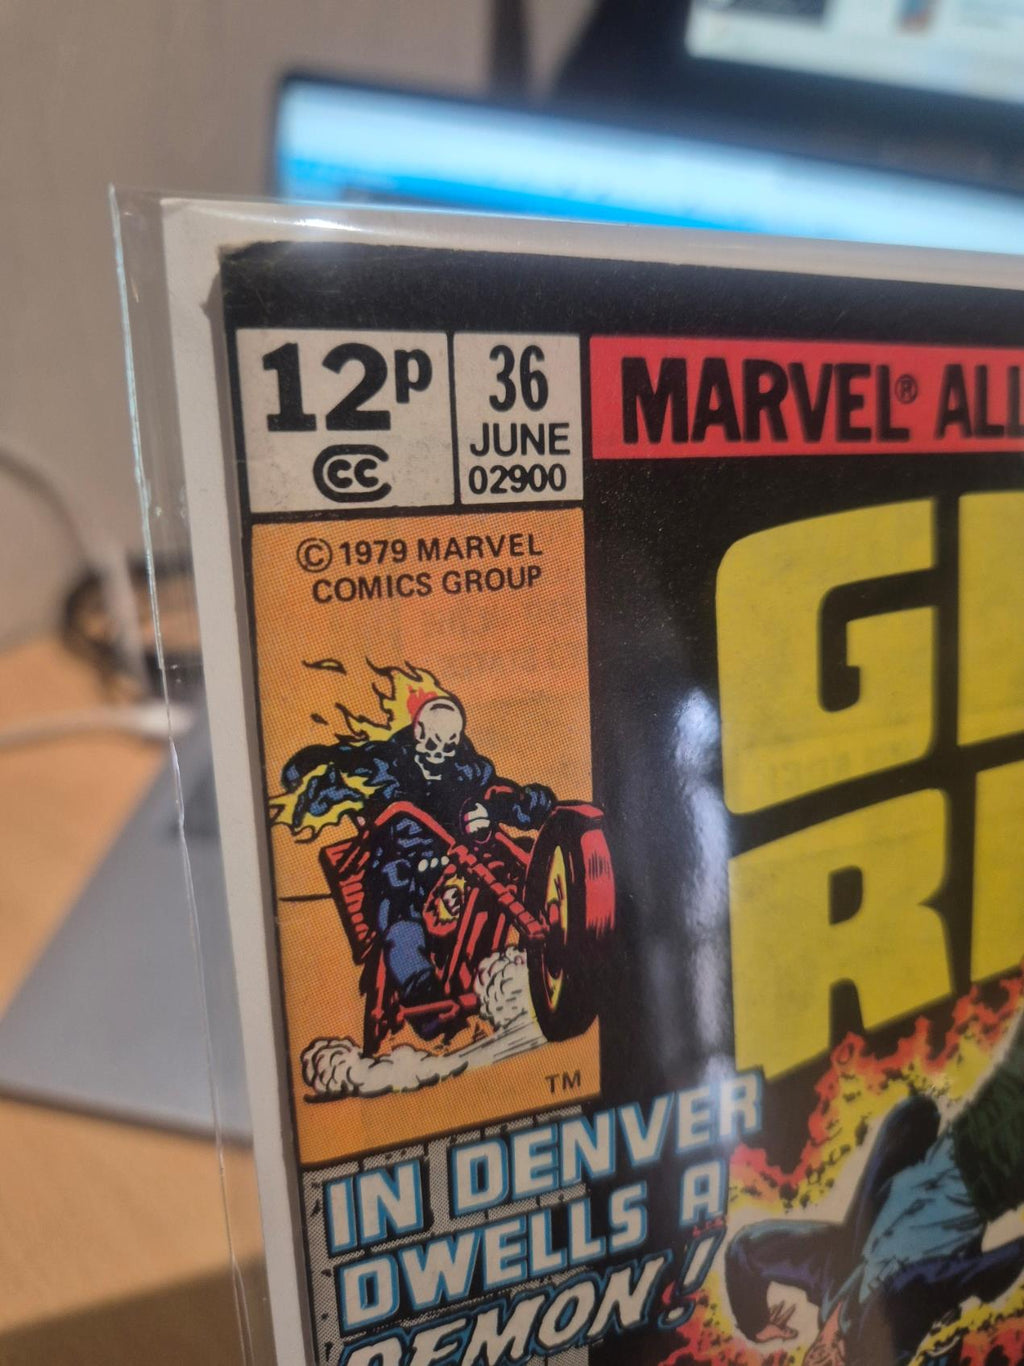 12p
CC
36
JUNE
02900
MARVEL® ALL
© 1979 MARVEL
COMICS GROUP
G
R
TM
IN DENVER
DWELLS A
DEMON!